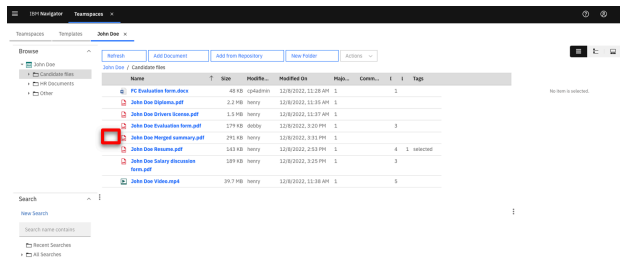 IBM Navigator Teamspaces ×
Teamspaces Templates John Doe ×
Browse
John Doe
Candidate files
HR Documents
Other
Refresh Add Document Add from Repository New Folder Actions
John Doe / Candidate files
Name ↑ Size Modifie... Modified On Majo... Comm... I I Tags
FC Evaluation form.docx 48 KB cp4admin 12/8/2022, 11:28 AM 1 1
John Doe Diploma.pdf 2.2 MB henry 12/8/2022, 11:35 AM 1
John Doe Drivers license.pdf 1.5 MB henry 12/8/2022, 11:37 AM 1
John Doe Evaluation form.pdf 179 KB debby 12/8/2022, 3:20 PM 1 3
John Doe Merged summary.pdf 291 KB henry 12/8/2022, 3:31 PM 1
John Doe Resume.pdf 143 KB henry 12/8/2022, 2:53 PM 1 4 1 selected
John Doe Salary discussion 189 KB henry 12/8/2022, 3:25 PM 1 3
form.pdf
John Doe Video.mp4 39.7 MB henry 12/8/2022, 11:38 AM 1 5
No item is selected.
Search
New Search
Search name contains
Recent Searches
All Searches